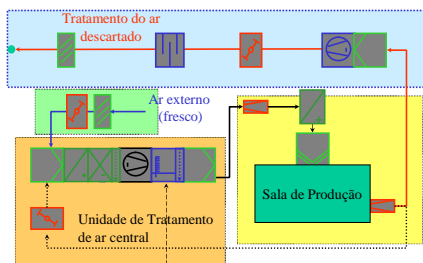 Tratamento do ar
descartado
Ar externo
(fresco)
Sala de Produção
Unidade de Tratamento
de ar central